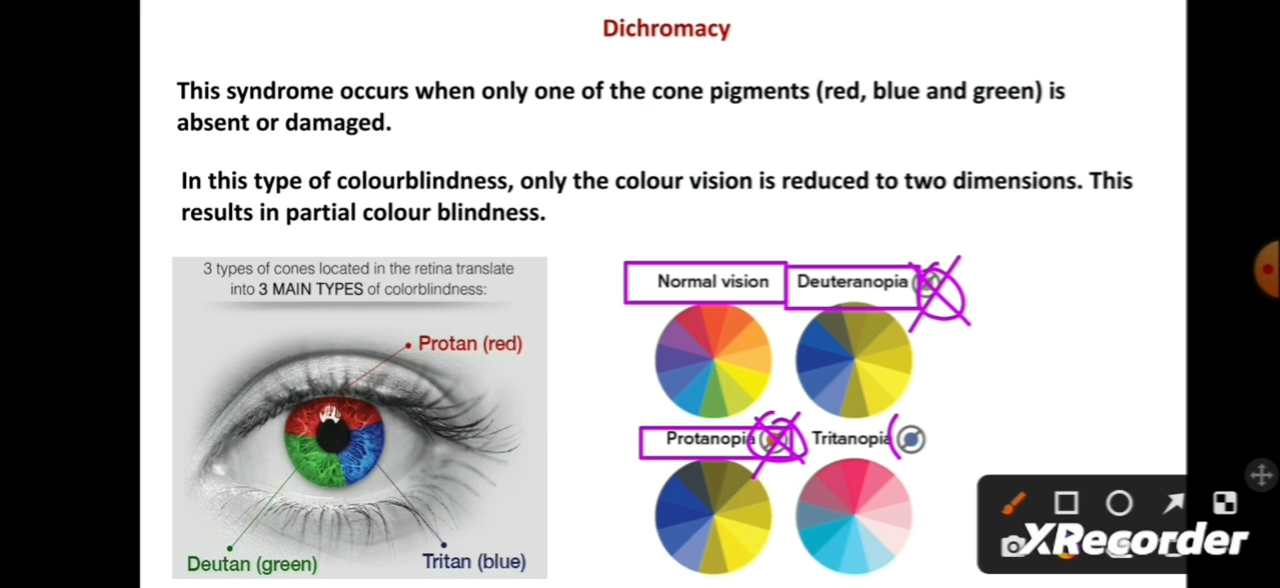 Dichromacy
This syndrome occurs when only one of the cone pigments (red, blue and green) is
absent or damaged.
In this type of colourblindness, only the colour vision is reduced to two dimensions. This
results in partial colour blindness.
3 types of cones located in the retina translate
into 3 MAIN TYPES of colorblindness:
Protan (red)
Deutan (green)
Tritan (blue)
Normal vision
Deuteranopia
Protanopia
Tritanopia
XRecorder